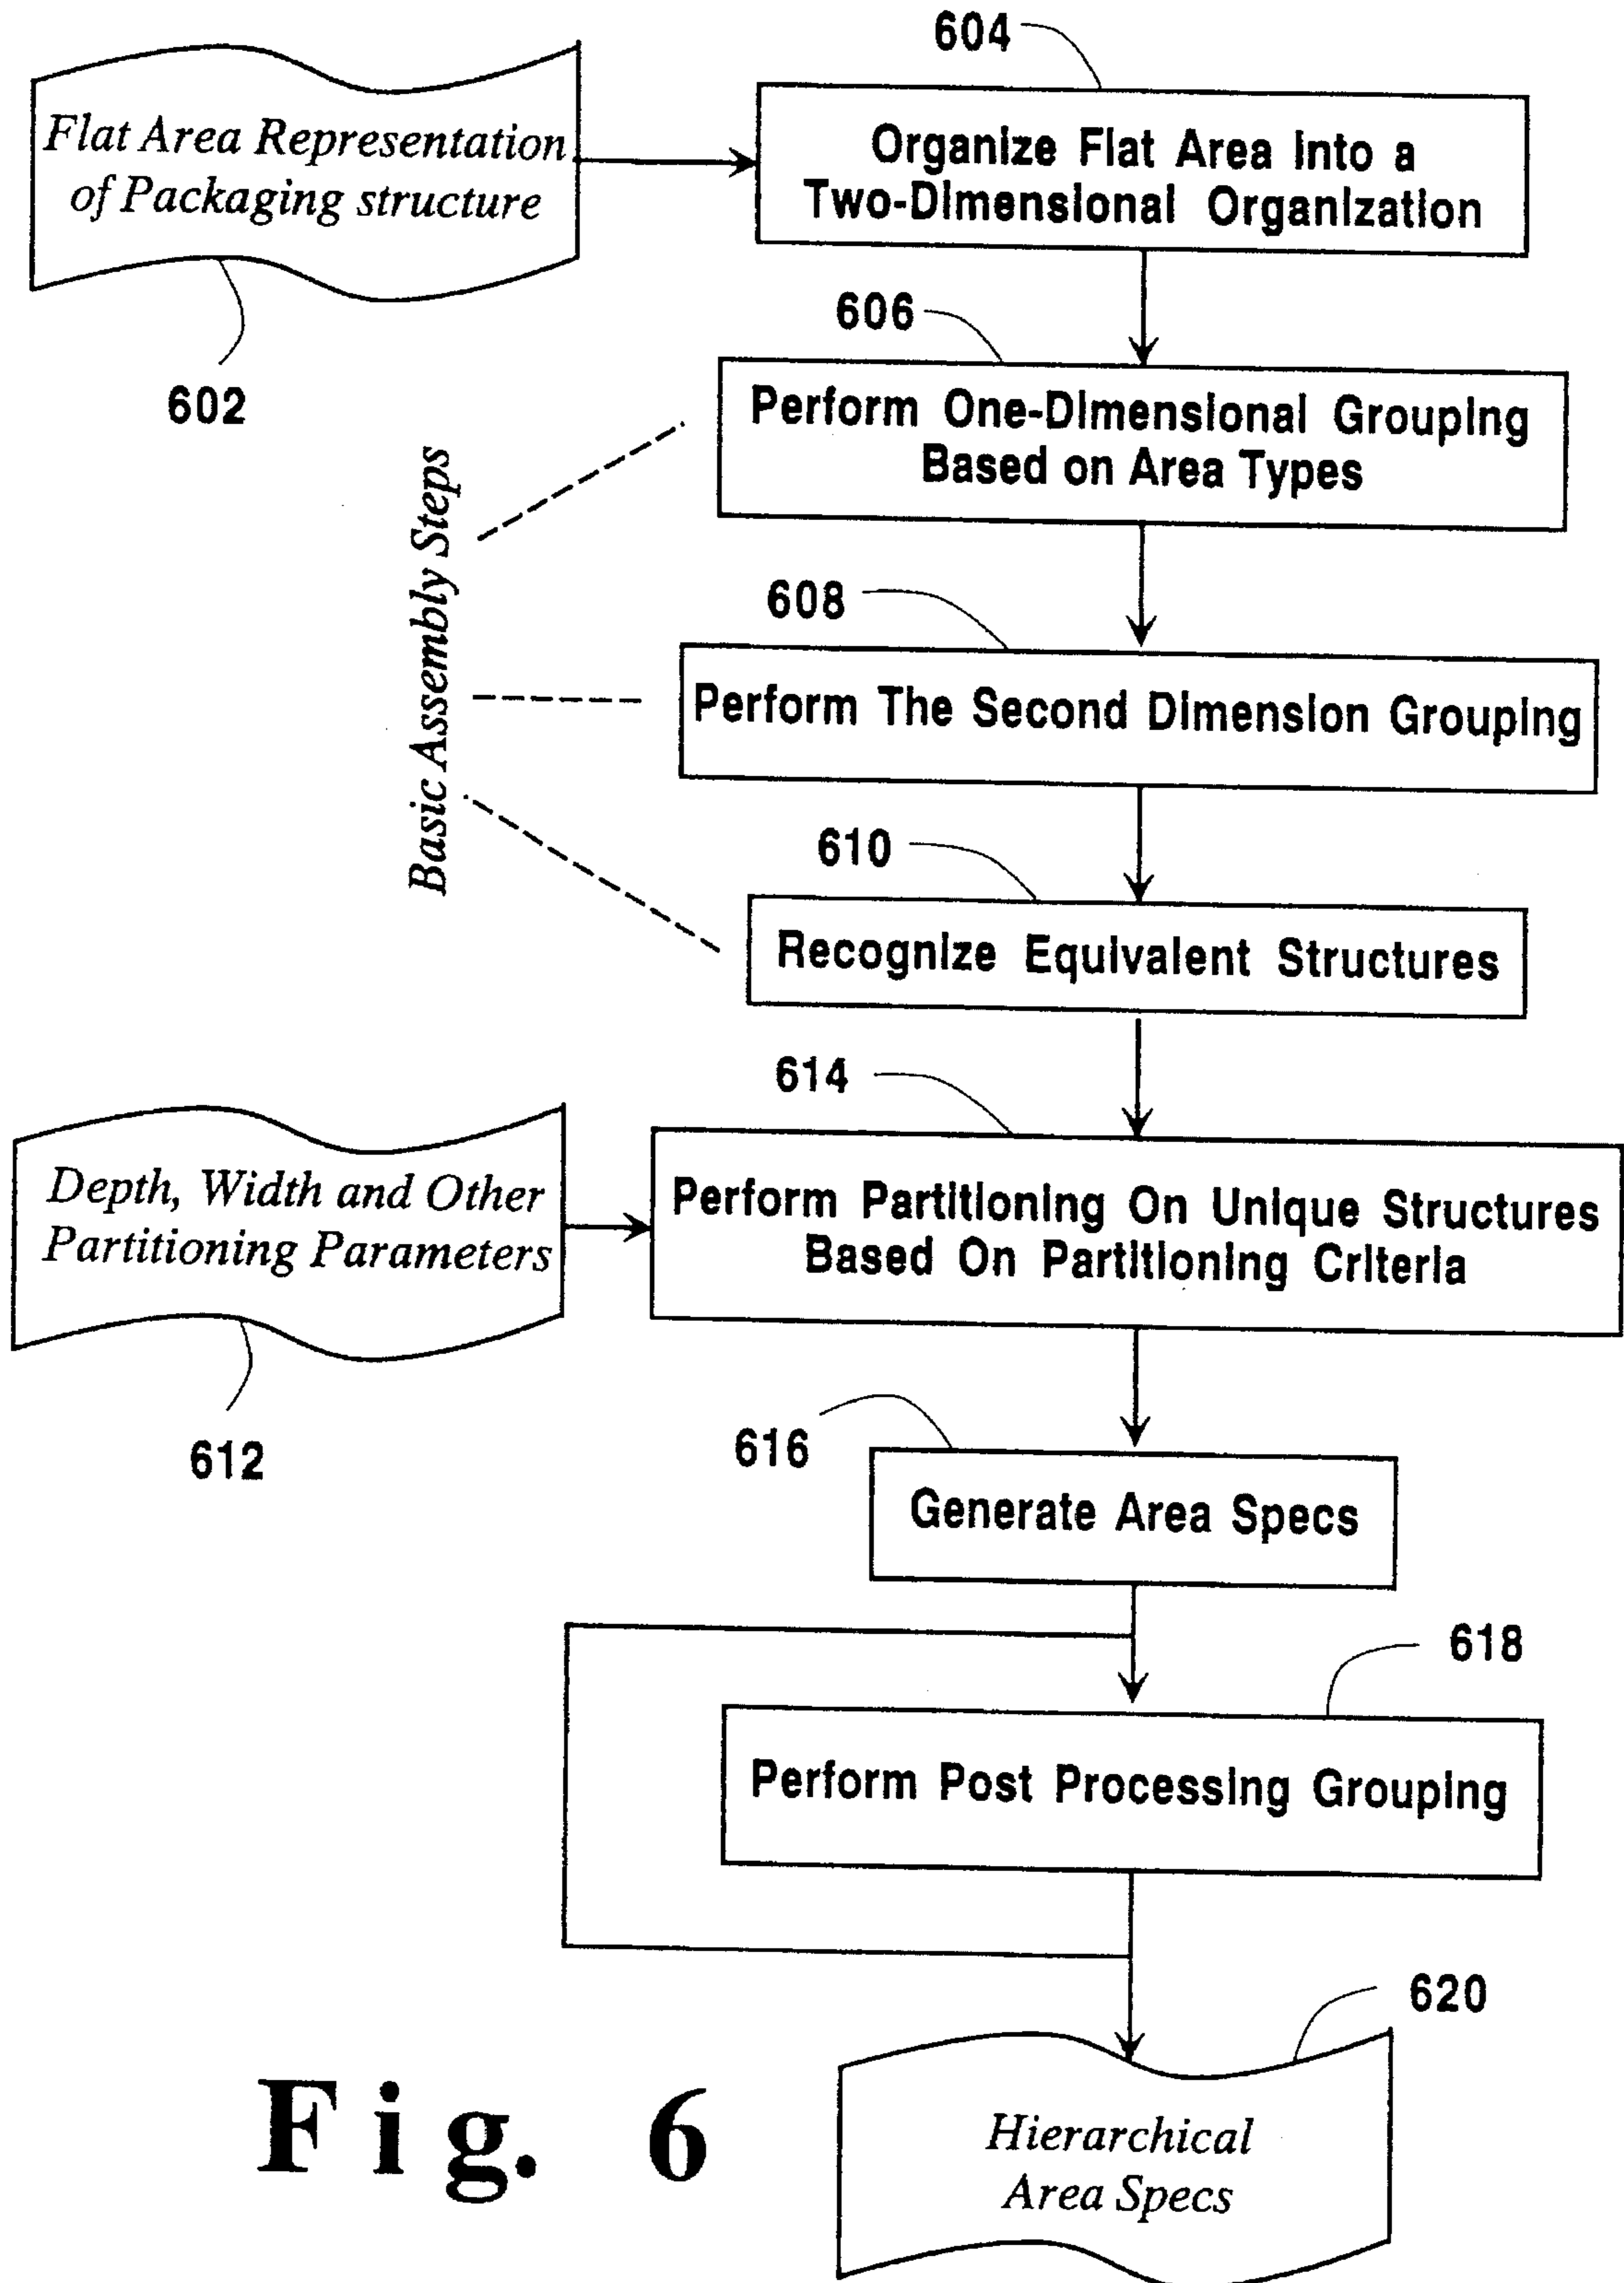 604
Flat Area Representation
of Packaging structure
Organize Flat Area into a
Two-Dimensional Organization
602
606
Perform One-Dimensional Grouping
Based on Area Types
Basic Assembly Steps
608
Perform The Second Dimension Grouping
610
Recognize Equivalent Structures
614
Depth, Width and Other
Partitioning Parameters
Perform Partitioning On Unique Structures
Based On Partitioning Criteria
612
616
Generate Area Specs
618
Perform Post Processing Grouping
620
Hierarchical
Area Specs
Fig. 6